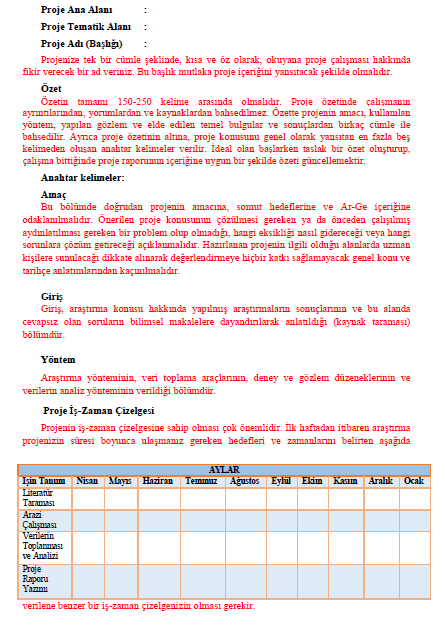 Proje Ana Alanı :
Proje Tematik Alanı :
Proje Adı (Başlığı) :
Projenize tek bir cümle şeklinde, kısa ve öz olarak, okuyana proje çalışması hakkında
fikir verecek bir ad veriniz. Bu başlık mutlaka proje içeriğini yansıtacak şekilde olmalıdır.
Özet
Özetin tamamı 150-250 kelime arasında olmalıdır. Proje özetinde çalışmanın
ayrıntılarından, yorumlardan ve kaynaklardan bahsedilmez. Özette projenin amacı, kullanılan
yöntem, yapılan gözlem ve elde edilen temel bulgular ve sonuçlardan birkaç cümle ile
bahsedilir. Ayrıca proje özetinin altına, proje konusunu genel olarak yansıtan en fazla beş
kelimeden oluşan anahtar kelimeler verilir. İdeal olan başlarken taslak bir özet oluşturup,
çalışma bittiğinde proje raporunun içeriğine uygun bir şekilde özeti güncellemektir.
Anahtar kelimeler:
Amaç
Bu bölümde doğrudan projenin amacına, somut hedeflerine ve Ar-Ge içeriğine
odaklanılmalıdır. Önerilen proje konusunun çözülmesi gereken ya da önceden çalışılmış
aydınlatılması gereken bir problem olup olmadığı, hangi eksikliği nasıl gidereceği veya hangi
sorunlara çözüm getireceği açıklanmalıdır. Hazırlanan projenin ilgili olduğu alanlarda uzman
kişilere sunulacağı dikkate alınarak değerlendirmeye hiçbir katkı sağlamayacak genel konu ve
tarihçe anlatımlarından kaçınılmalıdır.
Giriş
Giriş, araştırma konusu hakkında yapılmış araştırmaların sonuçlarının ve bu alanda
cevapsız olan soruların bilimsel makalelere dayandırılarak anlatıldığı (kaynak taraması)
bölümdür.
Yöntem
Araştırma yönteminin, veri toplama araçlarının, deney ve gözlem düzeneklerinin ve
verilerin analiz yönteminin verildiği bölümdür.
Proje İş-Zaman Çizelgesi
Projenin iş-zaman çizelgesine sahip olması çok önemlidir. İlk haftadan itibaren araştırma
projenizin süresi boyunca ulaşmanız gereken hedefleri ve zamanlarını belirten aşağıda
AYLAR
İşin Tanımı Nisan Mayıs Haziran Temmuz Ağustos Eylül Ekim Kasım Aralık Ocak
Literatür
Taraması
Arazi
Çalışması
Verilerin
Toplanması
ve Analizi
Proje
Raporu
Yazımı
verilene benzer bir iş-zaman çizelgenizin olması gerekir.